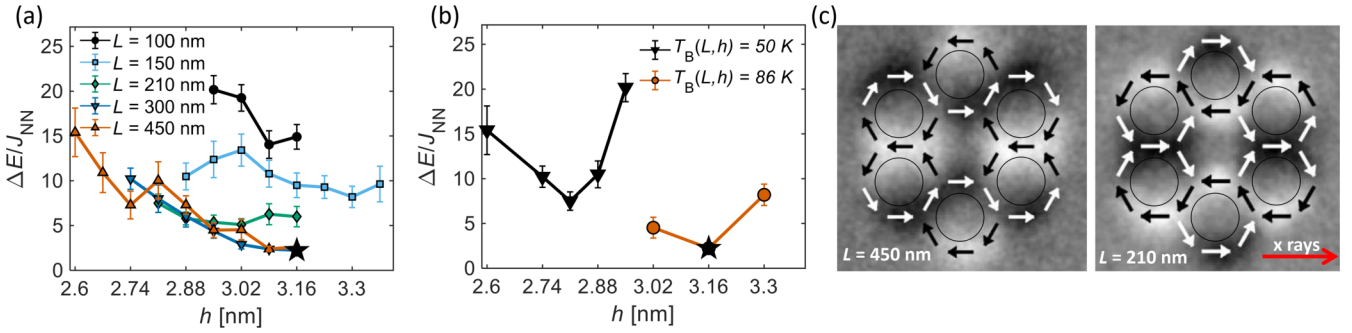 (a)
ΔE/J_NN
25
20
15
10
5
0
L = 100 nm
L = 150 nm
L = 210 nm
L = 300 nm
L = 450 nm
2.6 2.74 2.88 3.02 3.16 3.3
h [nm]
(b)
ΔE/J_NN
25
20
15
10
5
0
T_B(L,h) = 50 K
T_B(L,h) = 86 K
2.6 2.74 2.88 3.02 3.16 3.3
h [nm]
(c)
L = 450 nm
L = 210 nm
x rays